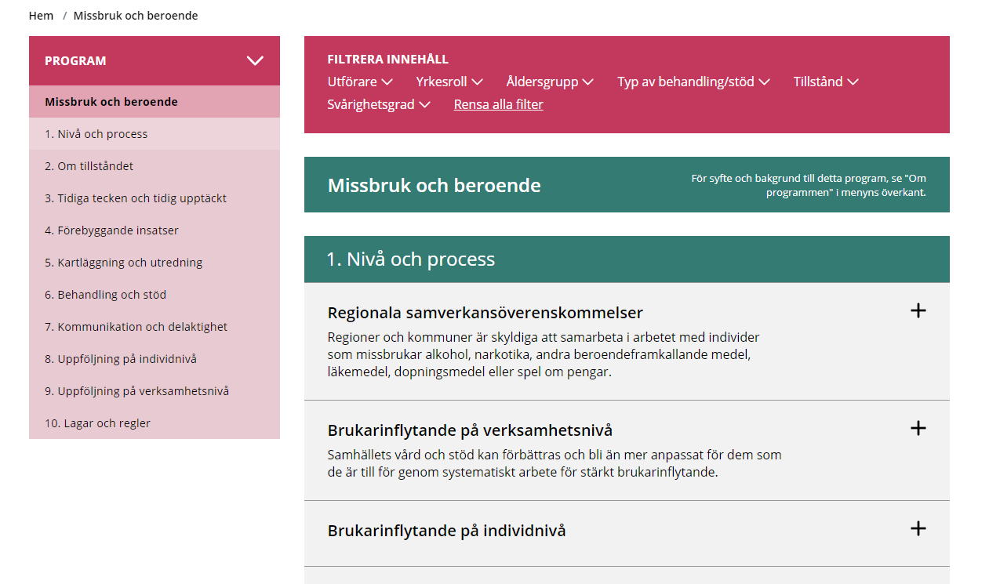 Hem / Missbruk och beroende
PROGRAM
Missbruk och beroende
1. Nivå och process
2. Om tillståndet
3. Tidiga tecken och tidig upptäckt
4. Förebyggande insatser
5. Kartläggning och utredning
6. Behandling och stöd
7. Kommunikation och delaktighet
8. Uppföljning på individnivå
9. Uppföljning på verksamhetsnivå
10. Lagar och regler
FILTRERA INNEHÅLL
Utförare Yrkesroll Åldersgrupp Typ av behandling/stöd Tillstånd
Svårighetsgrad Rensa alla filter
Missbruk och beroende
För syfte och bakgrund till detta program, se "Om
programmen" i menyns överkant.
1. Nivå och process
Regionala samverkansöverenskommelser
Regioner och kommuner är skyldiga att samarbeta i arbetet med individer
som missbrukar alkohol, narkotika, andra beroendeframkallande medel,
läkemedel, dopningsmedel eller spel om pengar.
Brukarinflytande på verksamhetsnivå
Samhällets vård och stöd kan förbättras och bli än mer anpassat för dem som
de är till för genom systematiskt arbete för stärkt brukarinflytande.
Brukarinflytande på individnivå